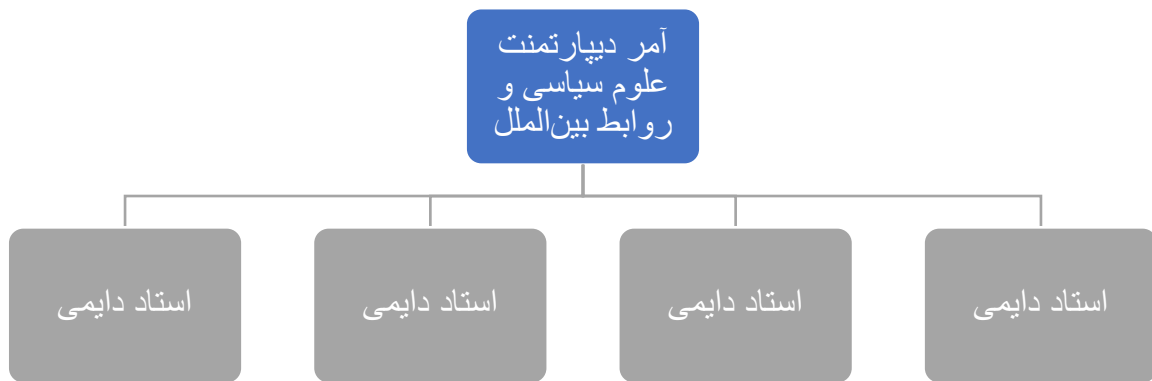 آمر دیپارتمنت
علوم سیاسی و
روابط بین‌الملل
استاد دایمی
استاد دایمی
استاد دایمی
استاد دایمی